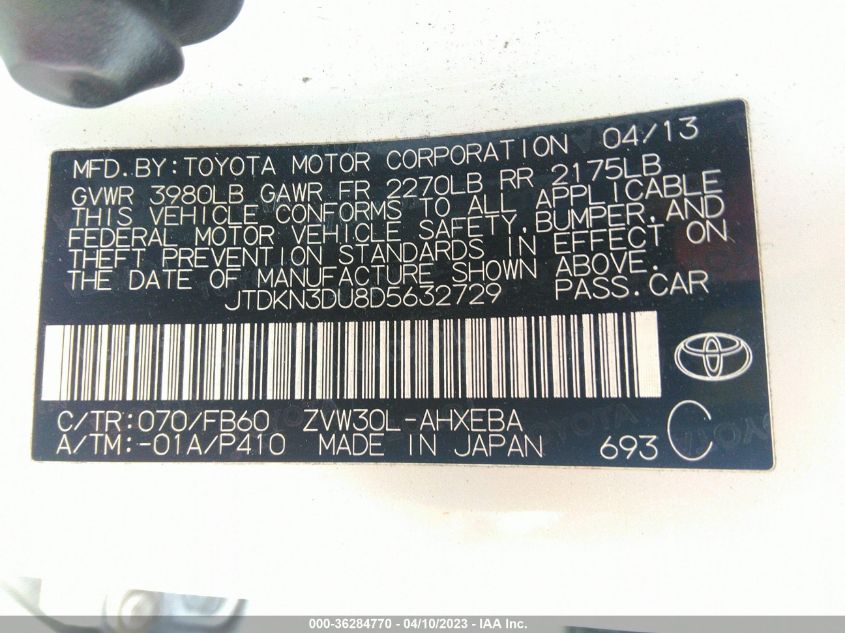 MFD.BY:TOYOTA MOTOR CORPORATION 04/13
GVWR 3980LB GAWR FR 2270LB RR 2175LB
THIS VEHICLE CONFORMS TO ALL APPLICABLE
FEDERAL MOTOR VEHICLE SAFETY,BUMPER,AND
THEFT PREVENTION STANDARDS IN EFFECT ON
THE DATE OF MANUFACTURE SHOWN ABOVE.
JTDKN3DU8D5632729 PASS.CAR
C/TR:070/FB60 ZVW30L-AHXEBA
A/TM:-01A/P410 MADE IN JAPAN 693 C
000-36284770 - 04/10/2023 - IAA Inc.